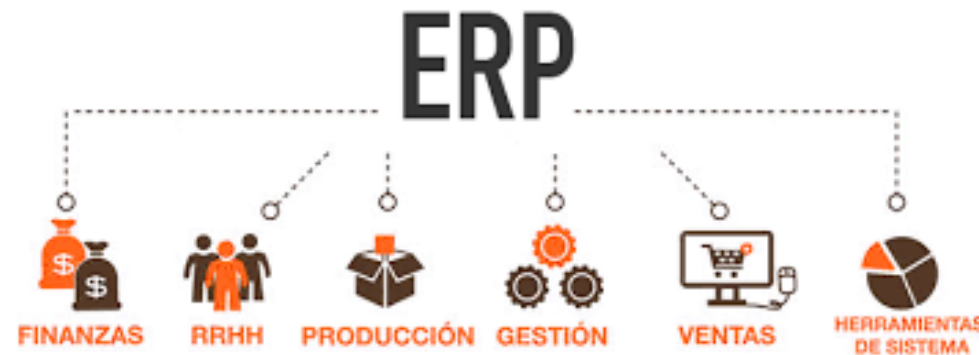 ERP
FINANZAS
RRHH
PRODUCCIÓN
GESTIÓN
VENTAS
HERRAMIENTAS
DE SISTEMA
$
$